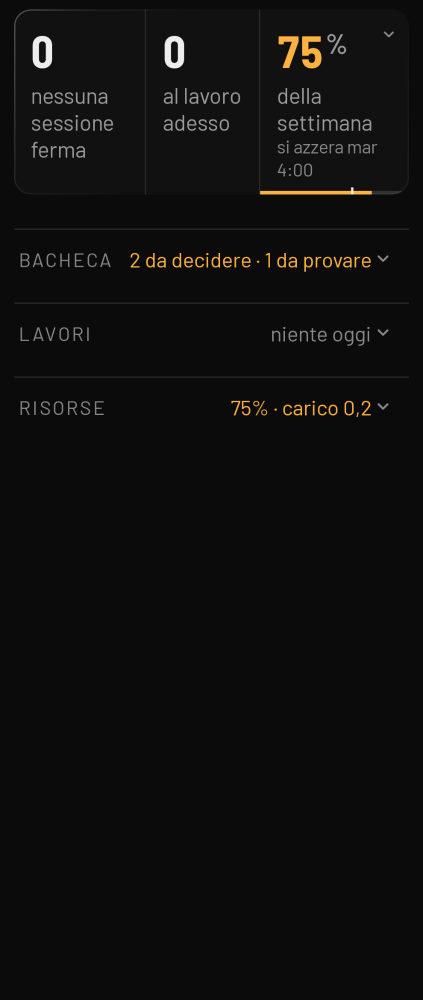 0
nessuna
sessione
ferma
0
al lavoro
adesso
75%
della
settimana
si azzera mar
4:00
BACHECA 2 da decidere · 1 da provare
LAVORI niente oggi
RISORSE 75% · carico 0,2